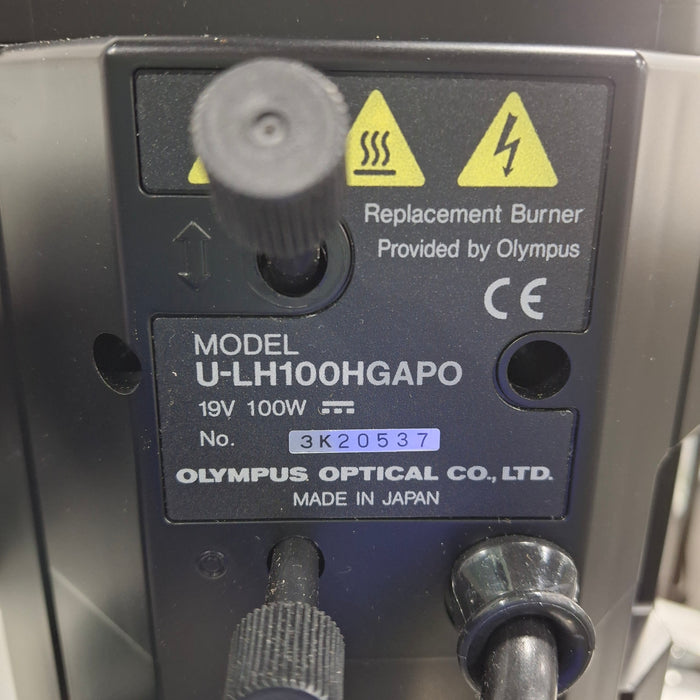 Replacement Burner
Provided by Olympus
CE
MODEL
U-LH100HGAPO
19V 100W
No. 3K20537
OLYMPUS OPTICAL CO., LTD.
MADE IN JAPAN